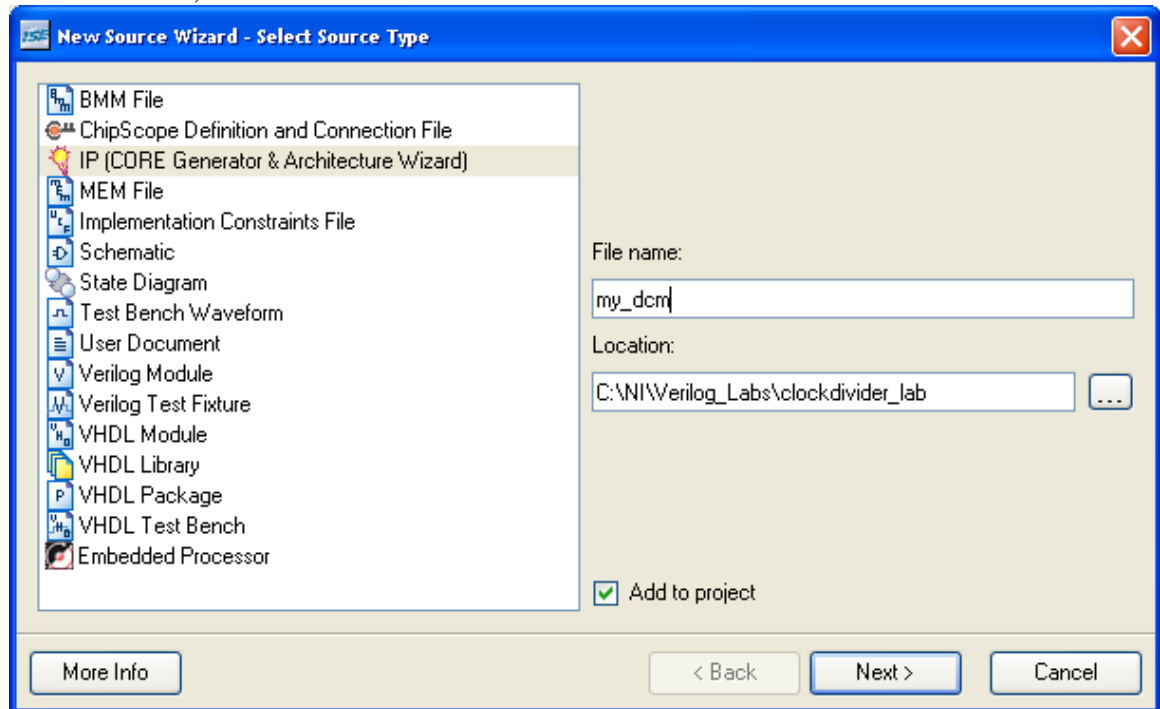 ISE New Source Wizard - Select Source Type
BMM File
ChipScope Definition and Connection File
IP (CORE Generator & Architecture Wizard)
MEM File
Implementation Constraints File
Schematic
State Diagram
Test Bench Waveform
User Document
Verilog Module
Verilog Test Fixture
VHDL Module
VHDL Library
VHDL Package
VHDL Test Bench
Embedded Processor
File name:
my_dcm
Location:
C:\NI\Verilog_Labs\clockdivider_lab
...
Add to project
More Info
< Back
Next >
Cancel